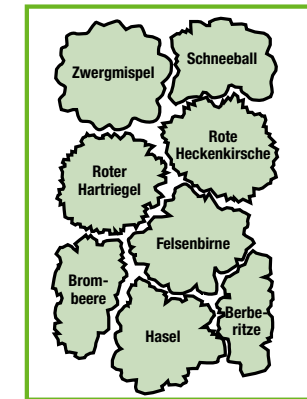 Zwergmispel
Schneeball
Rote
Heckenkirsche
Roter
Hartriegel
Felsenbirne
Brom-
beere
Hasel
Berbe-
ritze